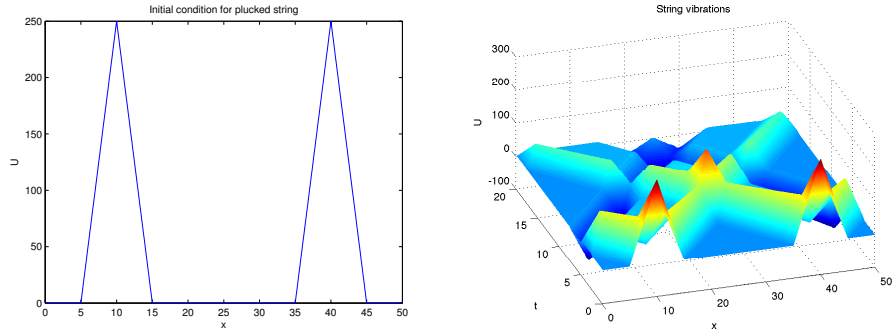 Initial condition for plucked string
250
200
150
100
50
0
U
0 5 10 15 20 25 30 35 40 45 50
x
String vibrations
300
200
100
0
-100
U
20
15
10
5
0
t
0 10 20 30 40 50
x